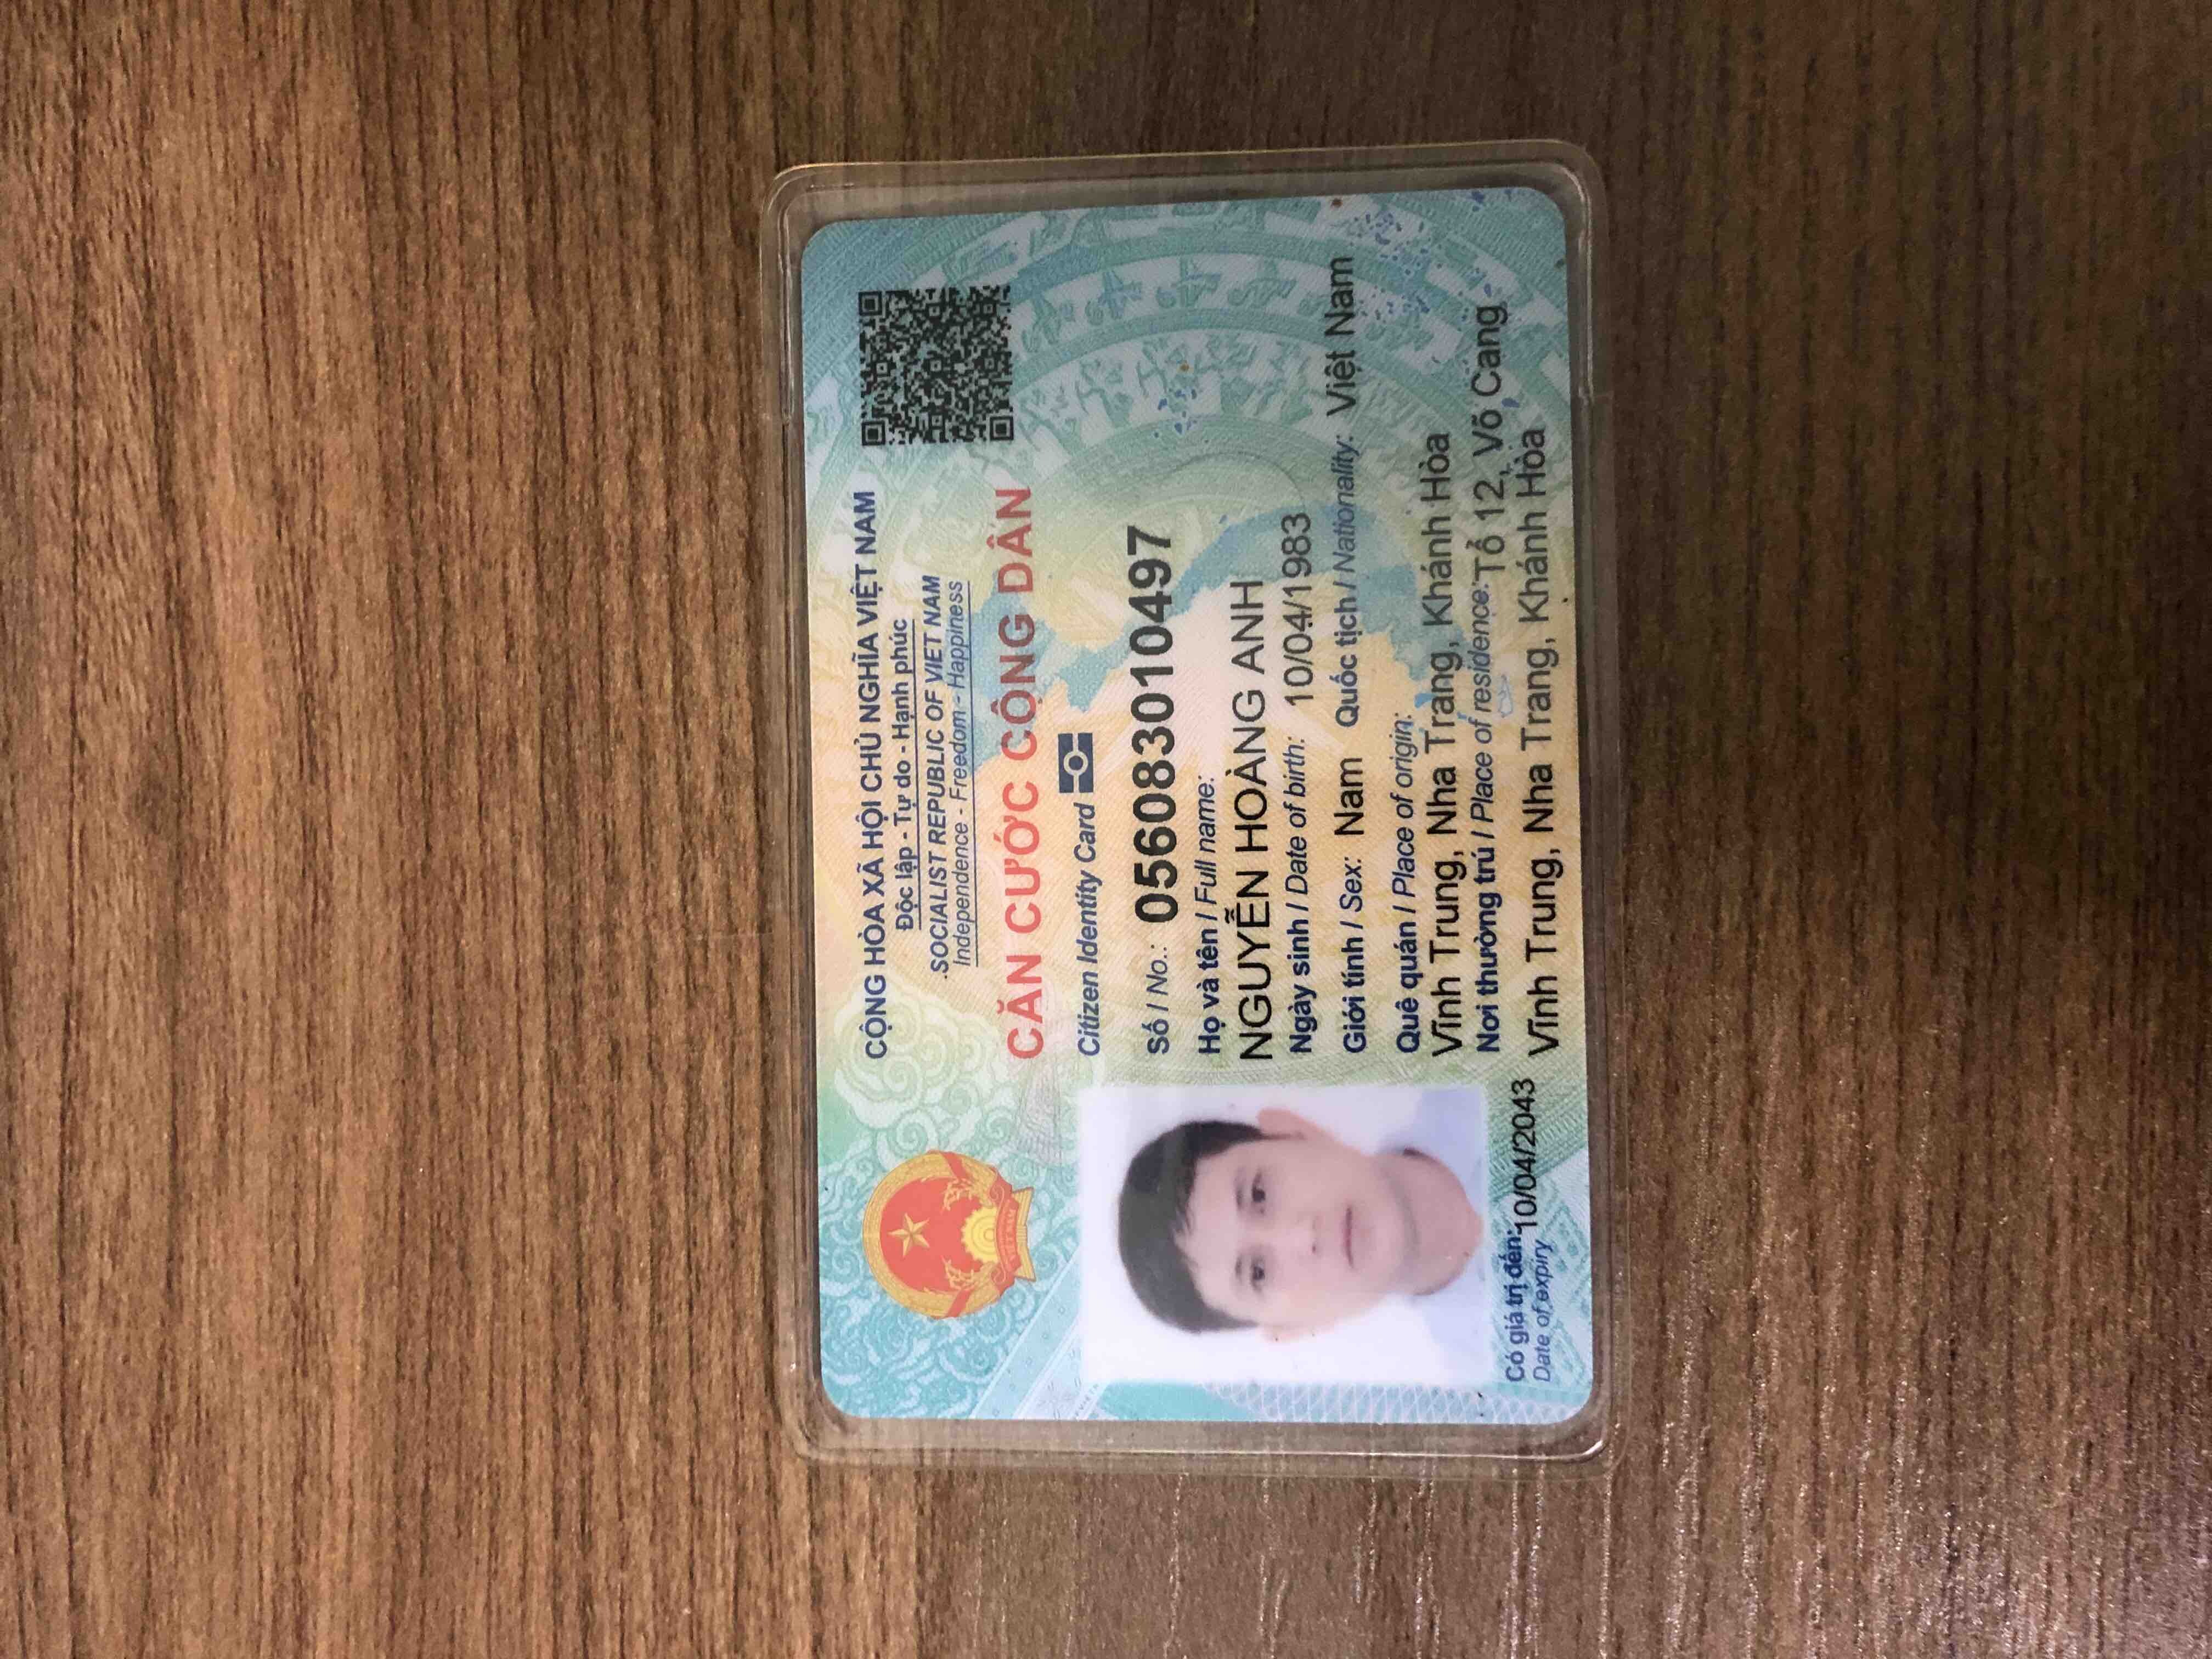 CỘNG HÒA XÃ HỘI CHỦ NGHĨA VIỆT NAM
Độc lập - Tự do - Hạnh phúc
SOCIALIST REPUBLIC OF VIET NAM
Independence - Freedom - Happiness
CĂN CƯỚC CÔNG DÂN
Citizen Identity Card
Số / No.: 056083010497
Họ và tên / Full name:
NGUYỄN HOÀNG ANH
Ngày sinh / Date of birth: 10/04/1983
Giới tính / Sex: Nam Quốc tịch / Nationality: Việt Nam
Quê quán / Place of origin:
Vĩnh Trung, Nha Trang, Khánh Hòa
Nơi thường trú / Place of residence: Tổ 12, Võ Cang,
Vĩnh Trung, Nha Trang, Khánh Hòa
Có giá trị đến: 10/04/2043
Date of expiry